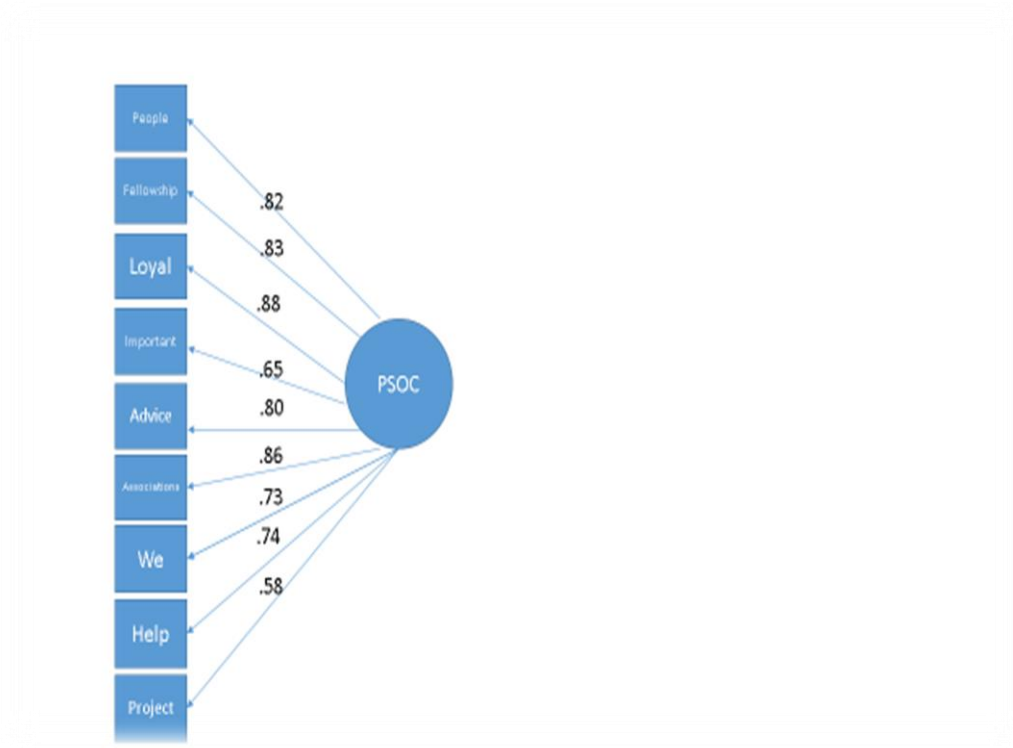 People
Fellowship
.82
.83
Loyal
.88
Important
.65
PSOC
.80
Advice
.86
Associations
.73
.74
We
.58
Help
Project